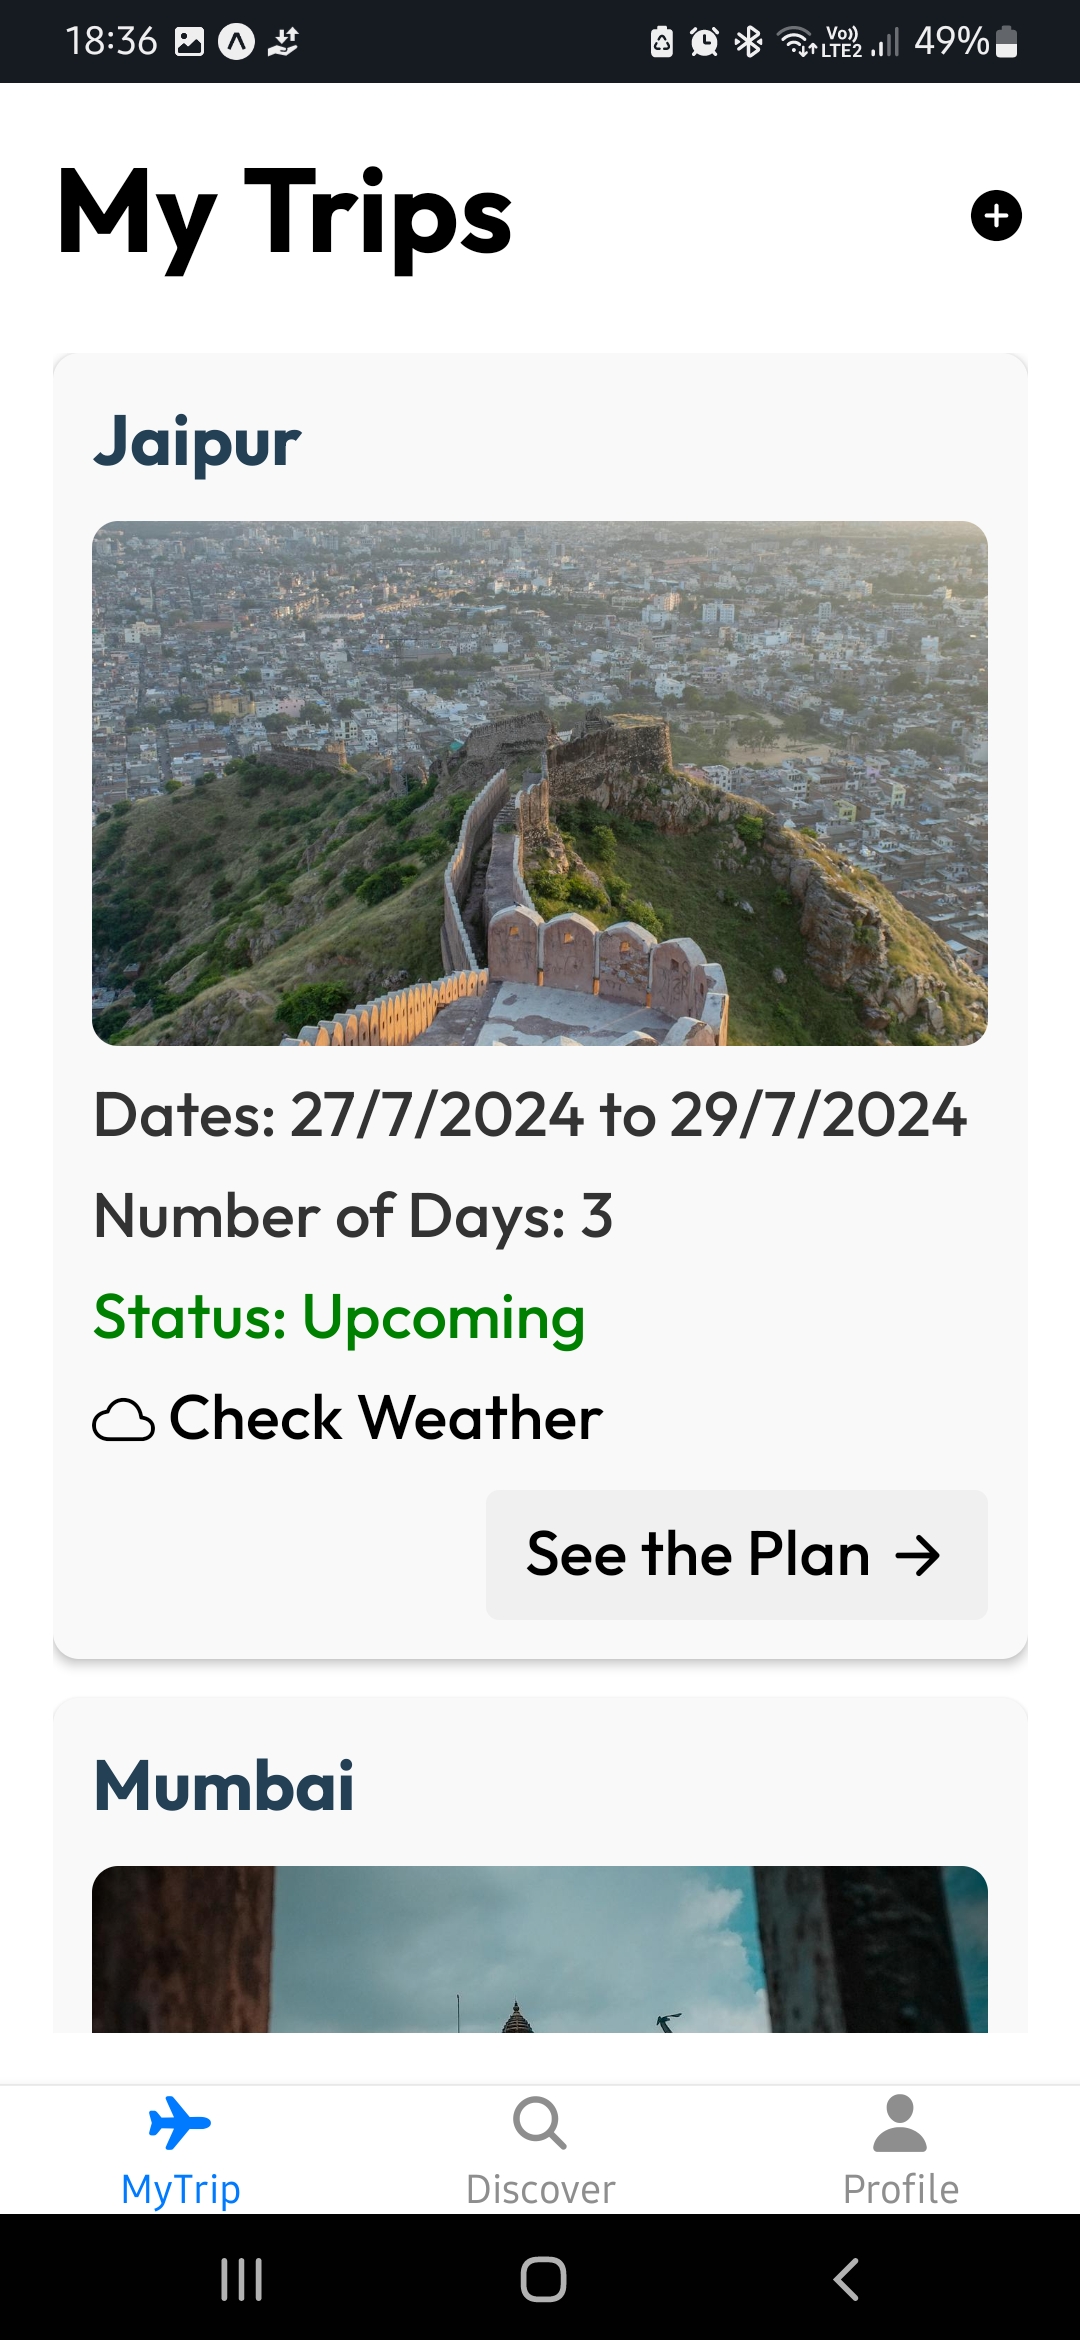 18:36
Vo))
LTE2
49%
My Trips
Jaipur
Dates: 27/7/2024 to 29/7/2024
Number of Days: 3
Status: Upcoming
Check Weather
See the Plan →
Mumbai
MyTrip
Discover
Profile